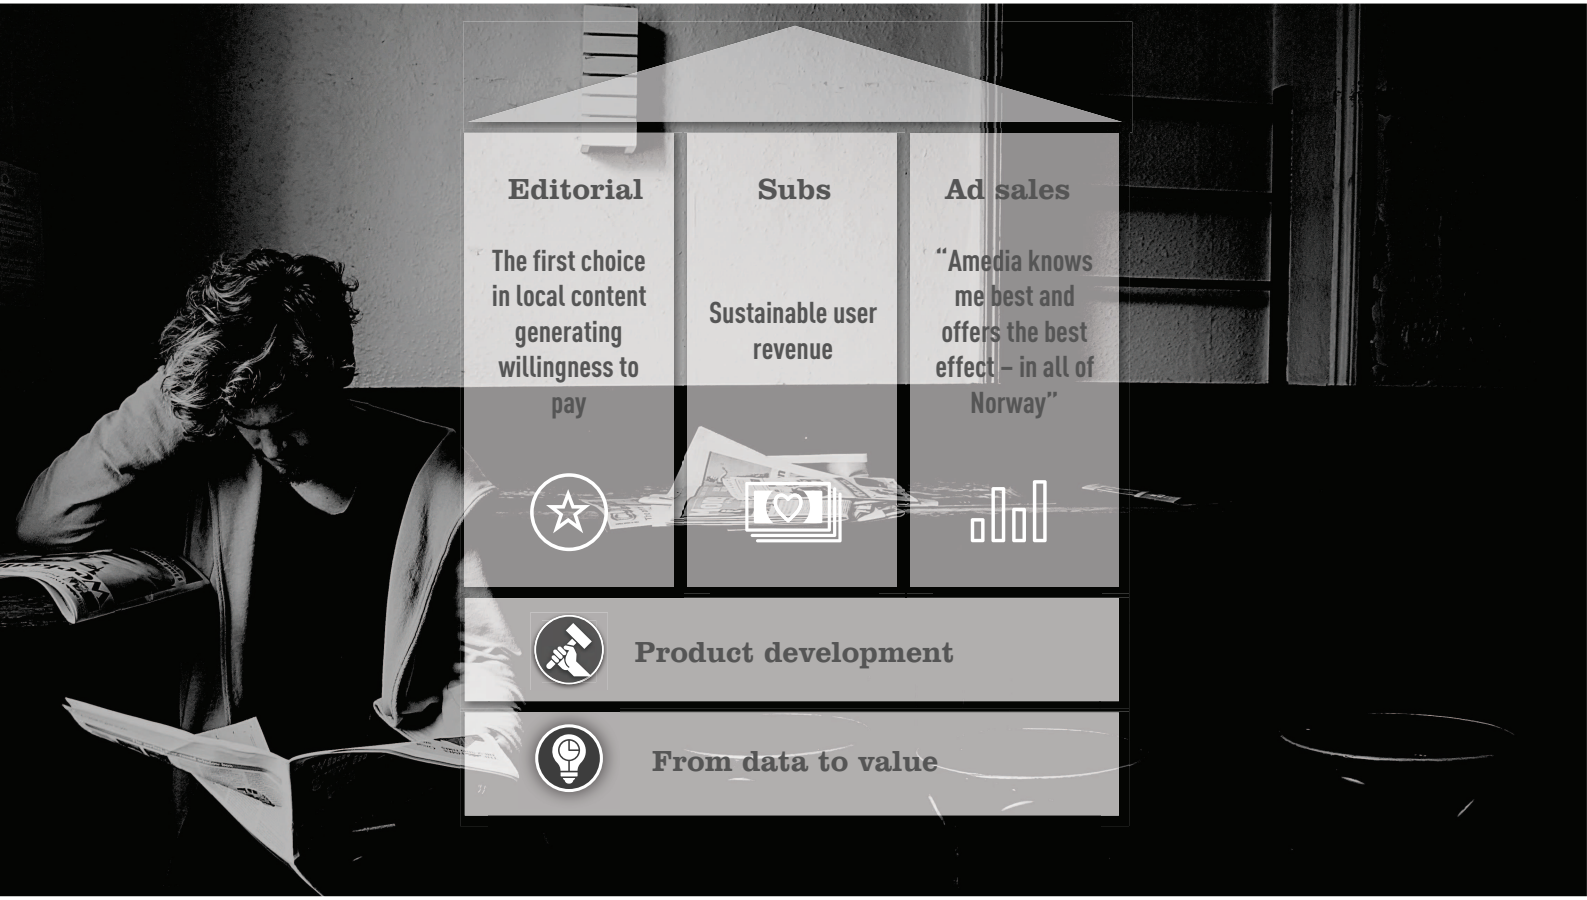 Editorial
The first choice
in local content
generating
willingness to
pay
Subs
Sustainable user
revenue
Ad sales
“Amedia knows
me best and
offers the best
effect – in all of
Norway”
Product development
From data to value